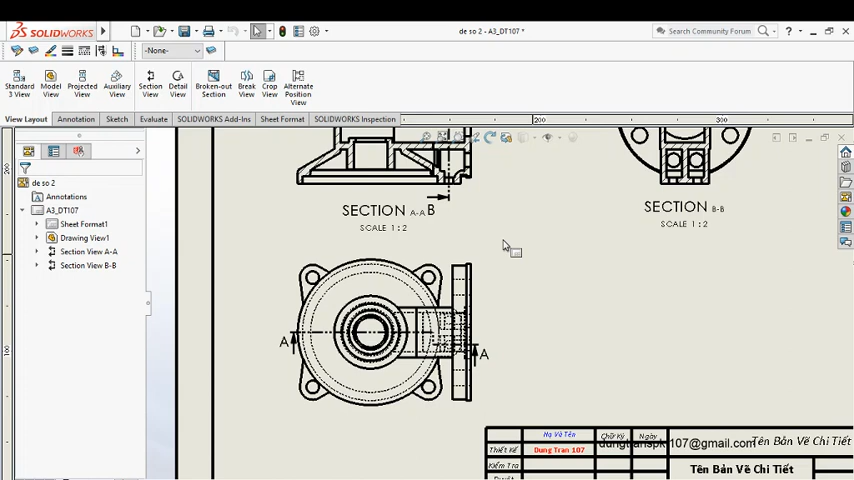 SOLIDWORKS
de so 2 - A3_DT107 *
Search Community Forum
-None-
Standard 3 View
Model View
Projected View
Auxiliary View
Section View
Detail View
Broken-out Section
Break View
Crop View
Alternate Position View
View Layout
Annotation
Sketch
Evaluate
SOLIDWORKS Add-Ins
Sheet Format
SOLIDWORKS Inspection
200
300
200
100
de so 2
Annotations
A3_DT107
Sheet Format1
Drawing View1
Section View A-A
Section View B-B
SECTION A-A
B
SCALE 1 : 2
SECTION B-B
SCALE 1 : 2
A
A
Họ Và Tên
Chữ Ký
Ngày
Thiết Kế
Dung Tran 107
dungtranspk107@gmail.com
Tên Bản Vẽ Chi Tiết
Kiểm Tra
Tên Bản Vẽ Chi Tiết